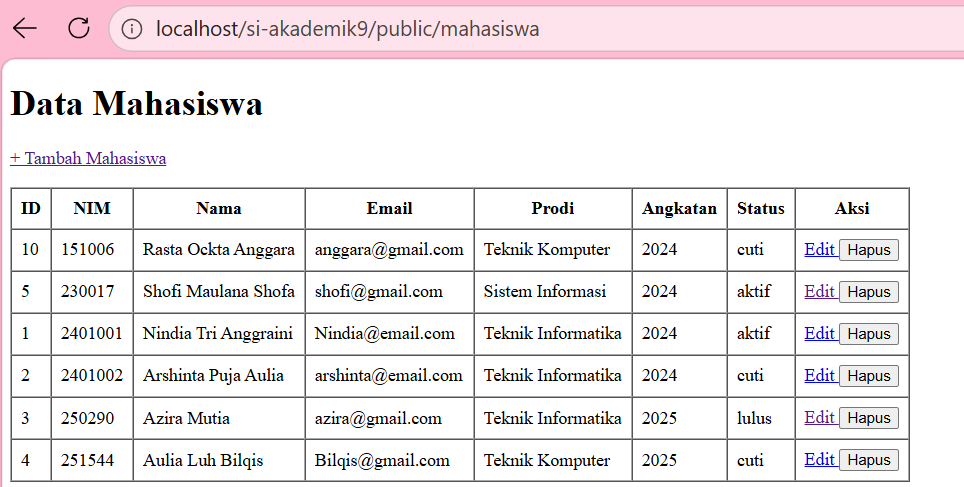 localhost/si-akademik9/public/mahasiswa
Data Mahasiswa
+ Tambah Mahasiswa
ID NIM Nama Email Prodi Angkatan Status Aksi
10 151006 Rasta Ockta Anggara anggara@gmail.com Teknik Komputer 2024 cuti Edit Hapus
5 230017 Shofi Maulana Shofa shofi@gmail.com Sistem Informasi 2024 aktif Edit Hapus
1 2401001 Nindia Tri Anggraini Nindia@email.com Teknik Informatika 2024 aktif Edit Hapus
2 2401002 Arshinta Puja Aulia arshinta@email.com Teknik Informatika 2024 cuti Edit Hapus
3 250290 Azira Mutia azira@gmail.com Teknik Informatika 2025 lulus Edit Hapus
4 251544 Aulia Luh Bilqis Bilqis@gmail.com Teknik Komputer 2025 cuti Edit Hapus